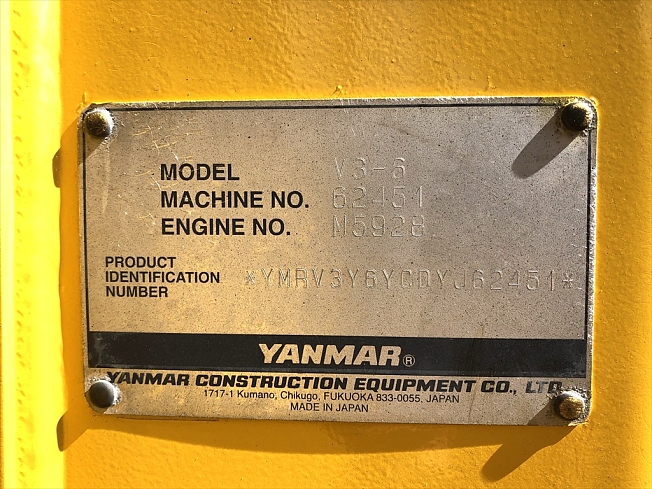 MODEL V3-6
MACHINE NO. 62451
ENGINE NO. M5928
PRODUCT
IDENTIFICATION
NUMBER
*YMRV3Y6YCDYJ62451*
YANMAR®
YANMAR CONSTRUCTION EQUIPMENT CO., LTD.
1717-1 Kumano, Chikugo, FUKUOKA 833-0055, JAPAN
MADE IN JAPAN